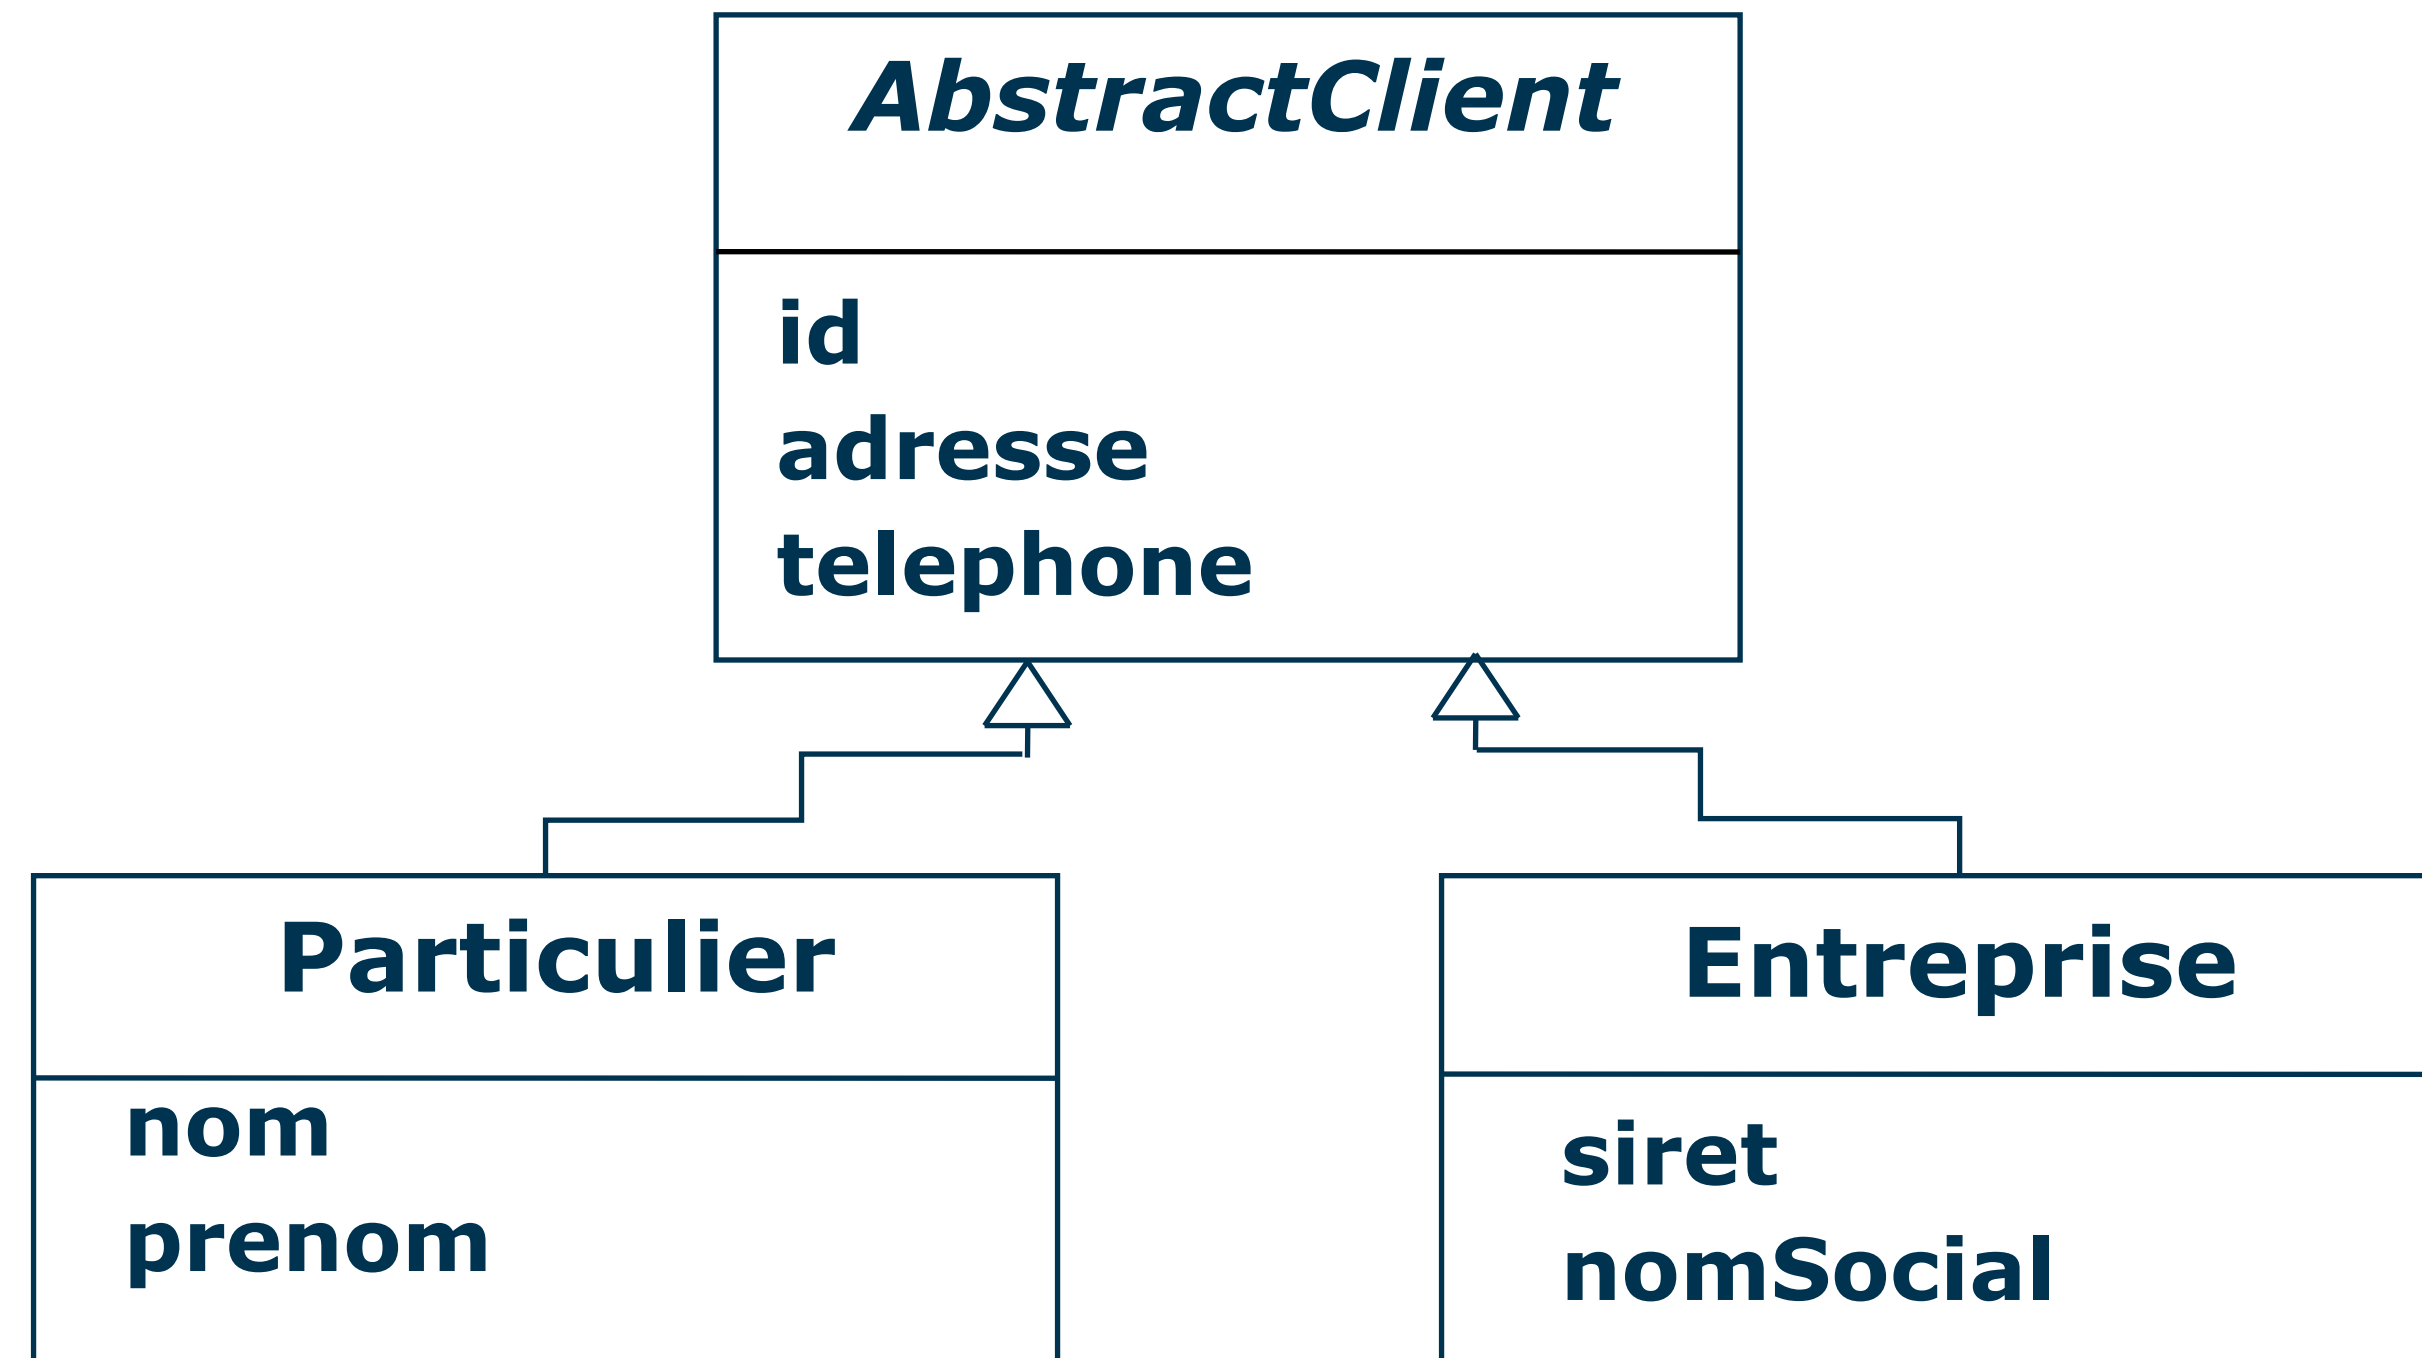 AbstractClient
id
adresse
telephone
Particulier
nom
prenom
Entreprise
siret
nomSocial